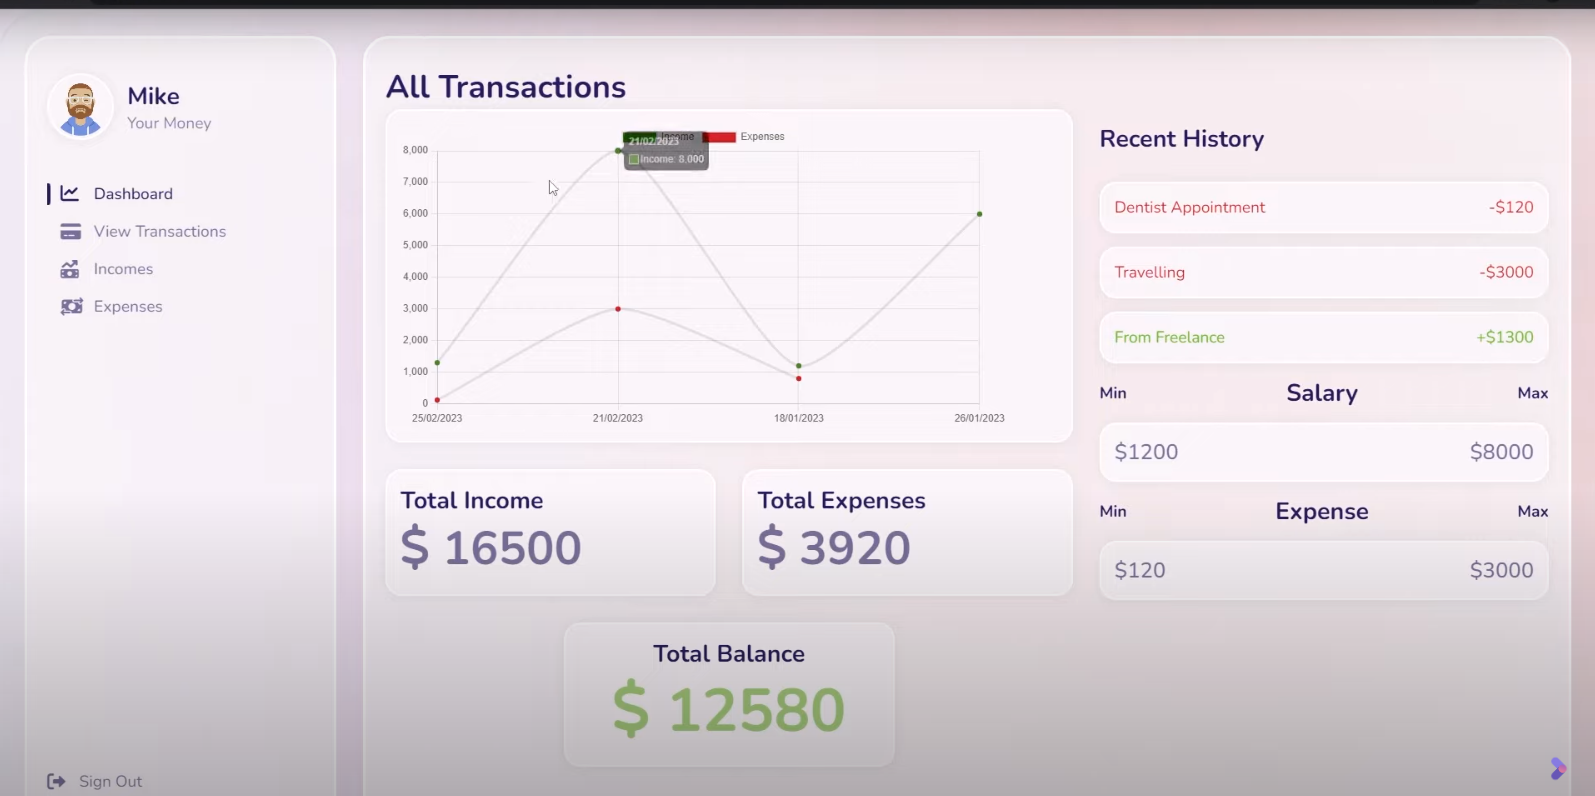 Mike
Your Money
Dashboard
View Transactions
Incomes
Expenses
Sign Out
All Transactions
Income
Expenses
21/02/2023
Income: 8,000
8,000
7,000
6,000
5,000
4,000
3,000
2,000
1,000
0
25/02/2023
21/02/2023
18/01/2023
26/01/2023
Total Income
$ 16500
Total Expenses
$ 3920
Total Balance
$ 12580
Recent History
Dentist Appointment -$120
Travelling -$3000
From Freelance +$1300
Min Salary Max
$1200 $8000
Min Expense Max
$120 $3000